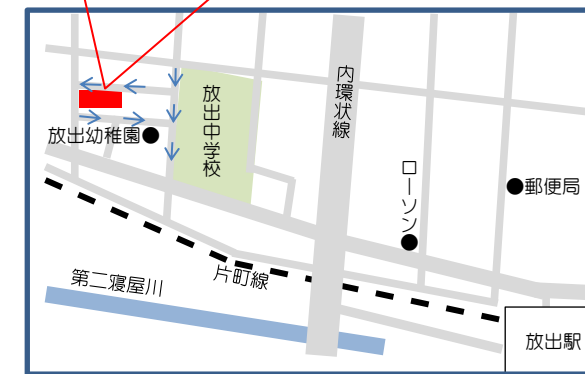 内環状線
放出中学校
放出幼稚園●
ローソン
●
●郵便局
片町線
第二寝屋川
放出駅